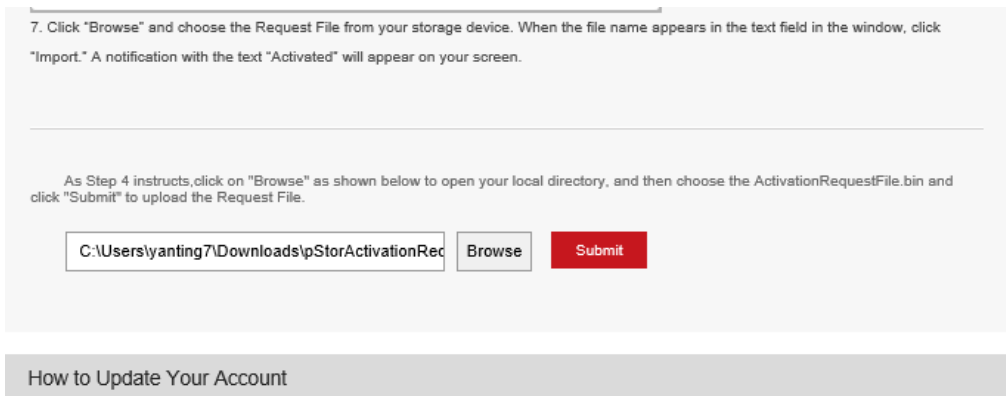 7. Click "Browse" and choose the Request File from your storage device. When the file name appears in the text field in the window, click
"Import." A notification with the text "Activated" will appear on your screen.
As Step 4 instructs,click on "Browse" as shown below to open your local directory, and then choose the ActivationRequestFile.bin and
click "Submit" to upload the Request File.
C:\Users\yanting7\Downloads\pStorActivationRec Browse Submit
How to Update Your Account